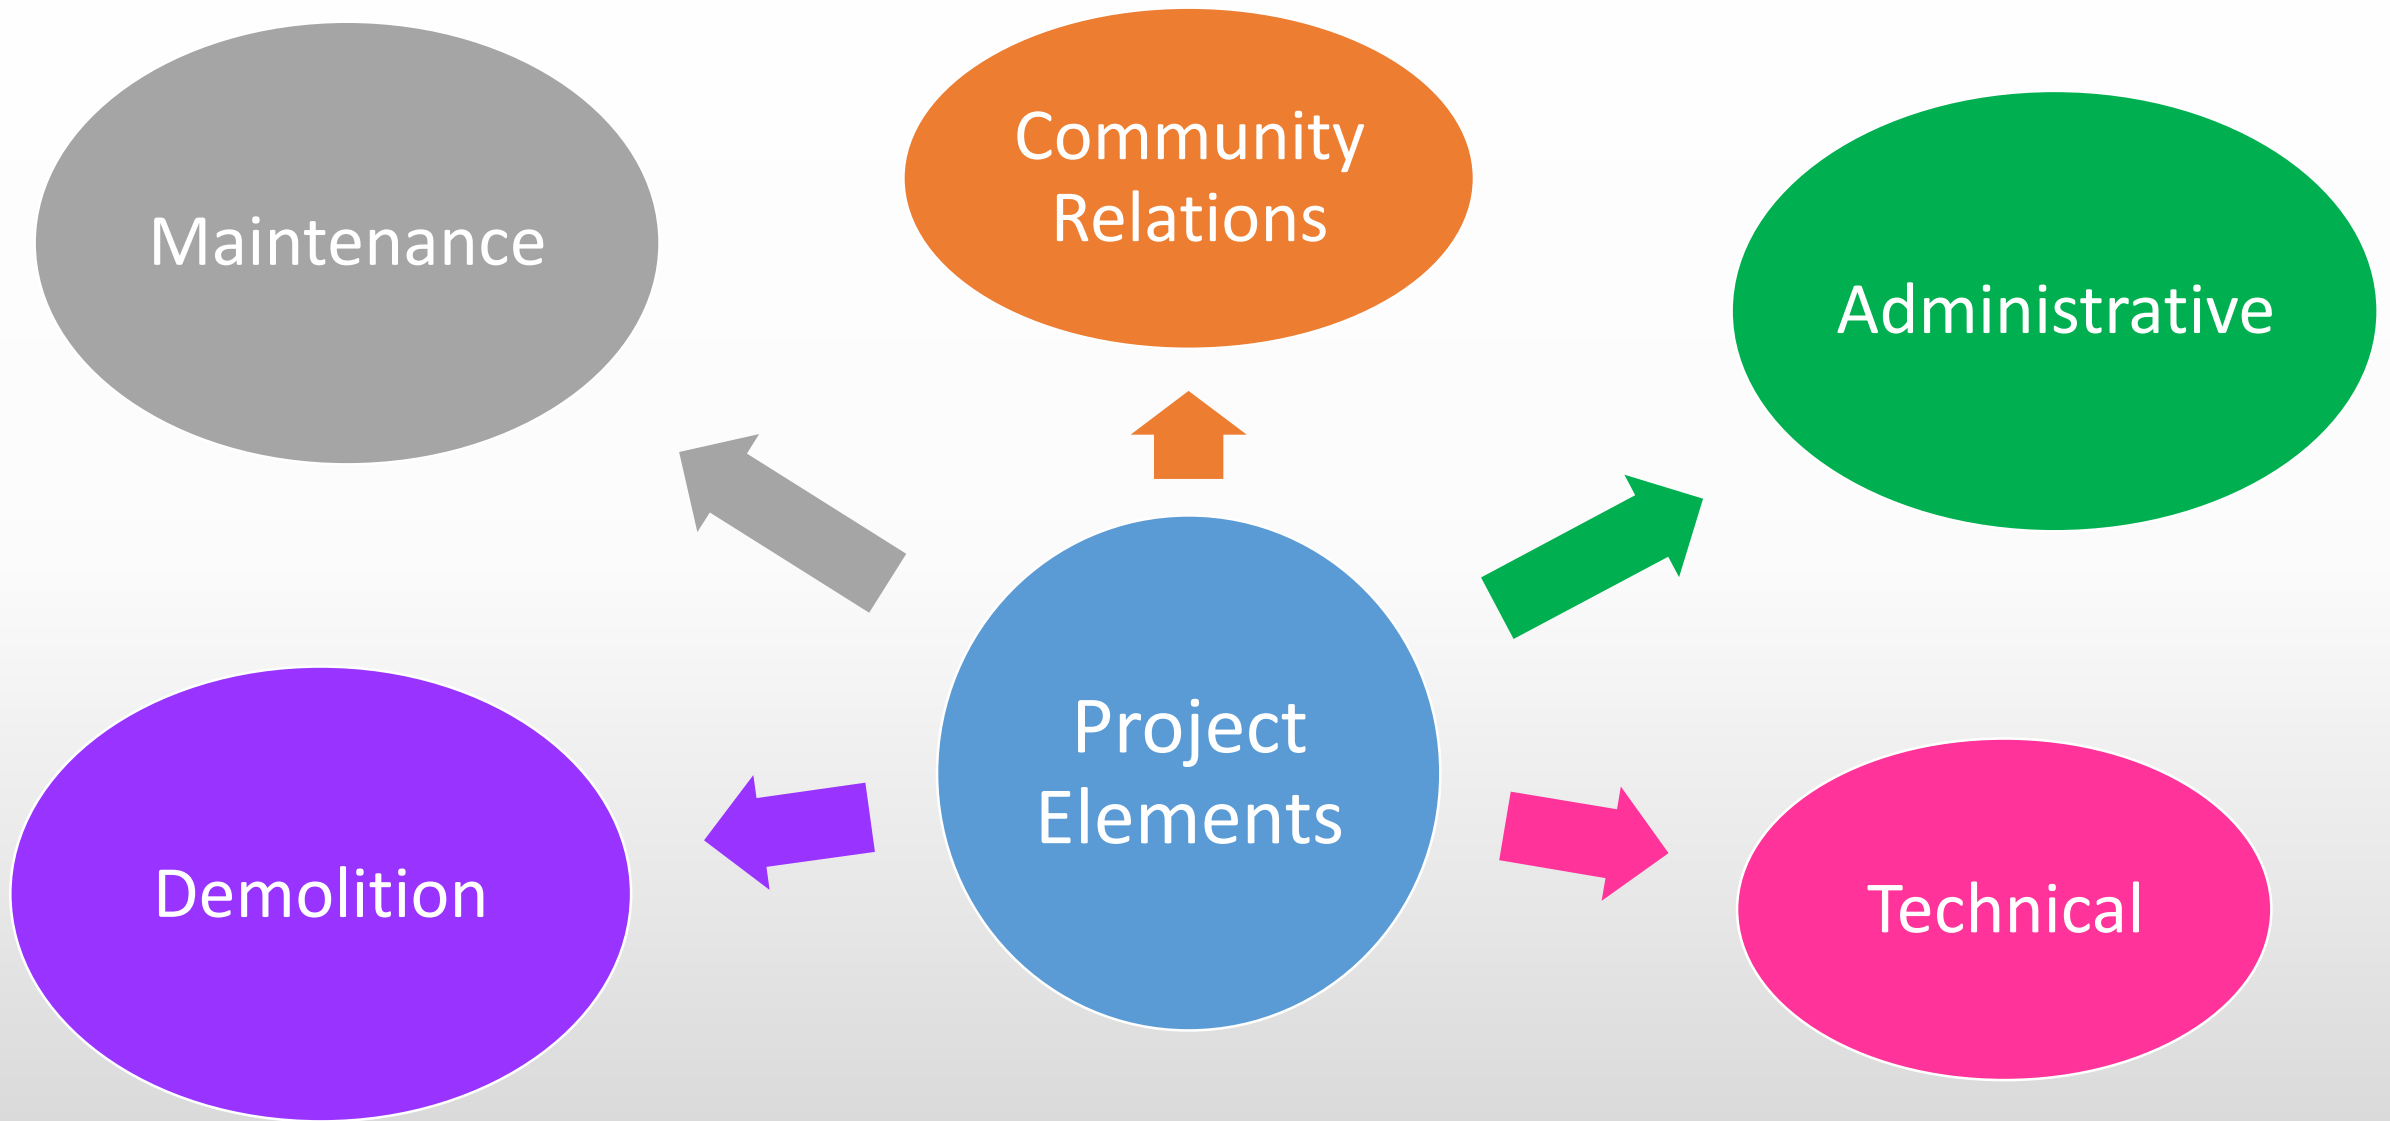 Maintenance
Community
Relations
Administrative
Project
Elements
Demolition
Technical